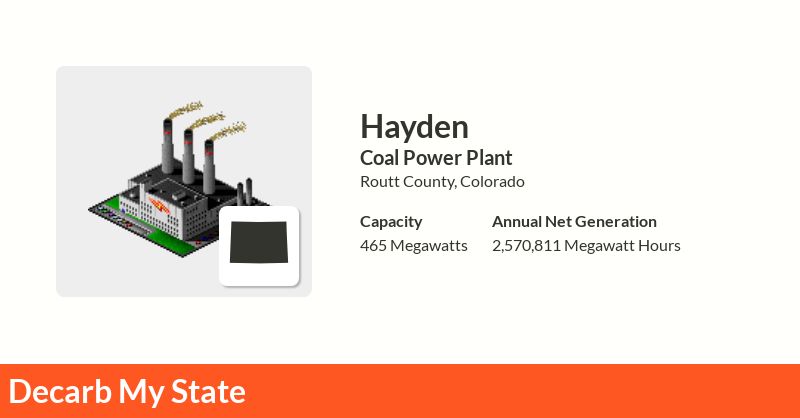 Hayden
Coal Power Plant
Routt County, Colorado
Capacity
465 Megawatts
Annual Net Generation
2,570,811 Megawatt Hours
Decarb My State